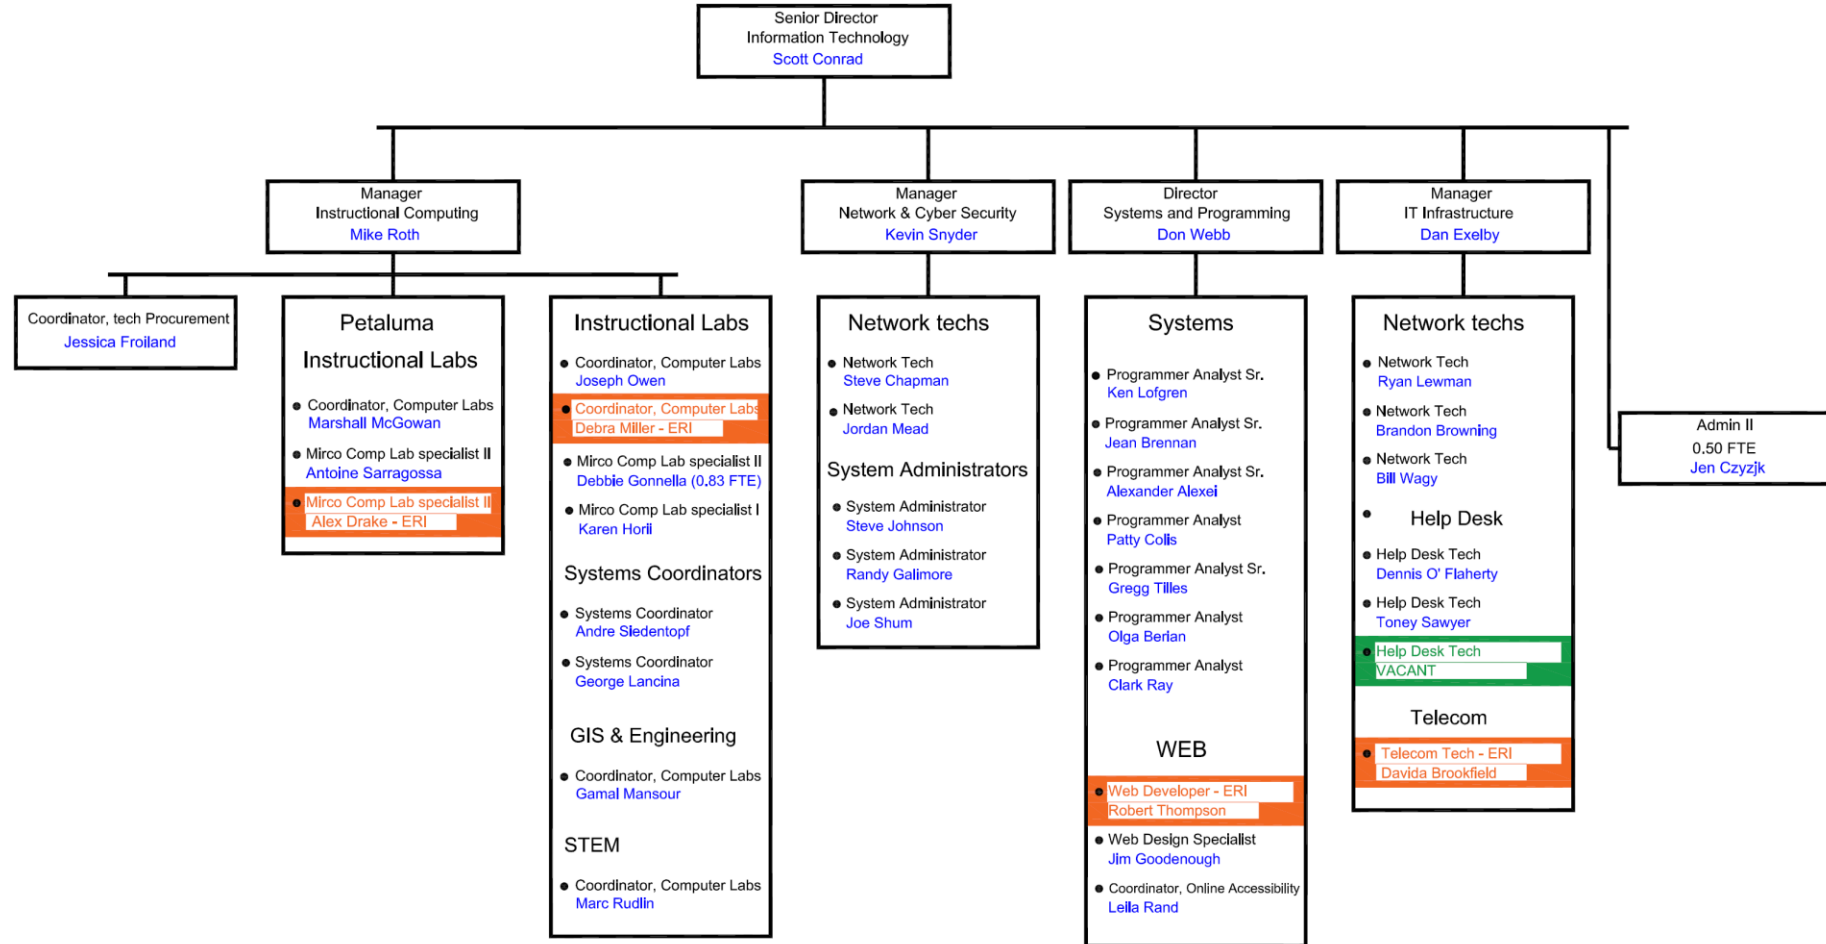 Senior Director
Information Technology
Scott Conrad
Manager
Instructional Computing
Mike Roth
Manager
Network & Cyber Security
Kevin Snyder
Director
Systems and Programming
Don Webb
Manager
IT Infrastructure
Dan Exelby
Coordinator, tech Procurement
Jessica Froiland
Petaluma
Instructional Labs
Coordinator, Computer Labs
Marshall McGowan
Mirco Comp Lab specialist II
Antoine Sarragossa
Mirco Comp Lab specialist II
Alex Drake - ERI
Instructional Labs
Coordinator, Computer Labs
Joseph Owen
Coordinator, Computer Labs
Debra Miller - ERI
Mirco Comp Lab specialist II
Debbie Gonnella (0.83 FTE)
Mirco Comp Lab specialist I
Karen Horii
Systems Coordinators
Systems Coordinator
Andre Siedentopf
Systems Coordinator
George Lancina
GIS & Engineering
Coordinator, Computer Labs
Gamal Mansour
STEM
Coordinator, Computer Labs
Marc Rudlin
Network techs
Network Tech
Steve Chapman
Network Tech
Jordan Mead
System Administrators
System Administrator
Steve Johnson
System Administrator
Randy Galimore
System Administrator
Joe Shum
Systems
Programmer Analyst Sr.
Ken Lofgren
Programmer Analyst Sr.
Jean Brennan
Programmer Analyst Sr.
Alexander Alexei
Programmer Analyst
Patty Colis
Programmer Analyst Sr.
Gregg Tilles
Programmer Analyst
Olga Berian
Programmer Analyst
Clark Ray
WEB
Web Developer - ERI
Robert Thompson
Web Design Specialist
Jim Goodenough
Coordinator, Online Accessibility
Leila Rand
Network techs
Network Tech
Ryan Lewman
Network Tech
Brandon Browning
Network Tech
Bill Wagy
Help Desk
Help Desk Tech
Dennis O' Flaherty
Help Desk Tech
Toney Sawyer
Help Desk Tech
VACANT
Telecom
Telecom Tech - ERI
Davida Brookfield
Admin II
0.50 FTE
Jen Czyzjk